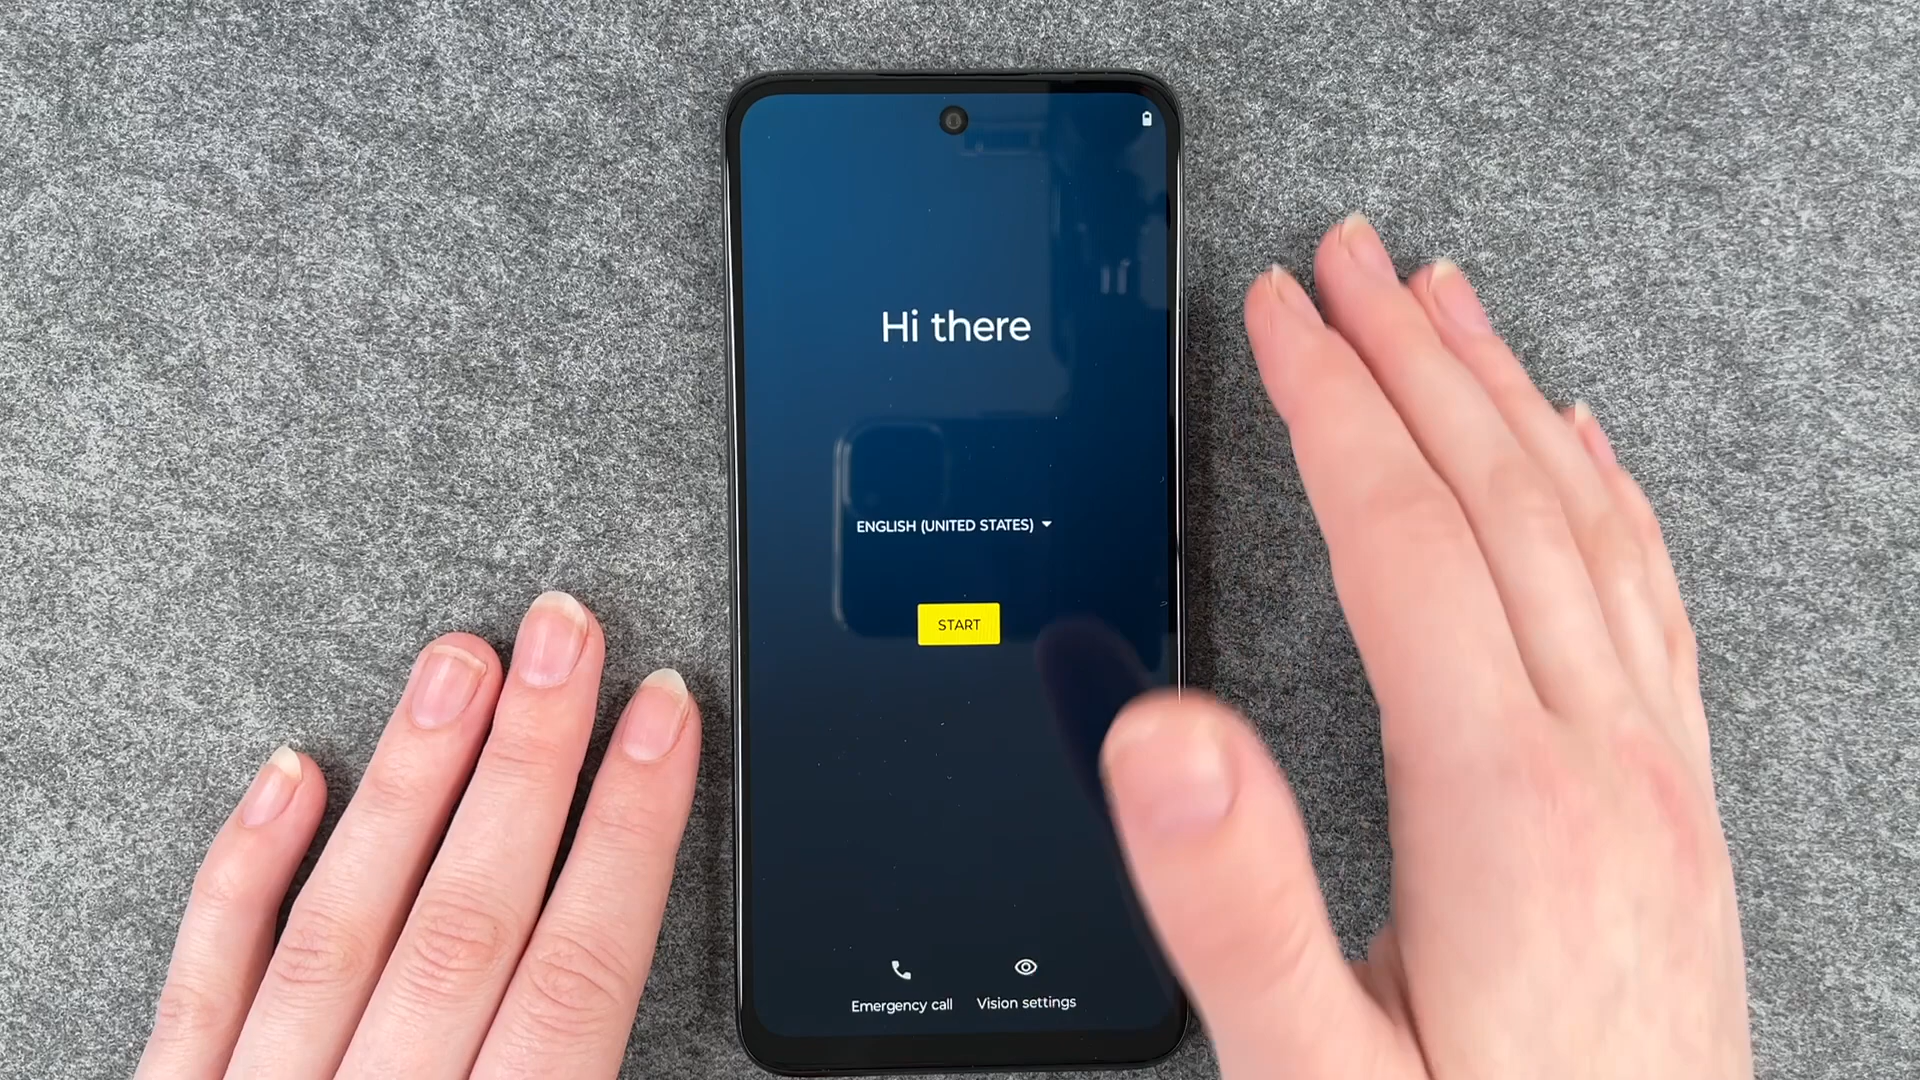 Hi there
ENGLISH (UNITED STATES)
START
Emergency call
Vision settings